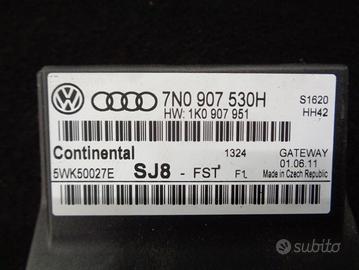 7N0 907 530H
HW: 1K0 907 951
S1620
HH42
Continental
1324
GATEWAY
5WK50027E
SJ8 - FST
F1.
01.06.11
Made in Czech Republic
subito